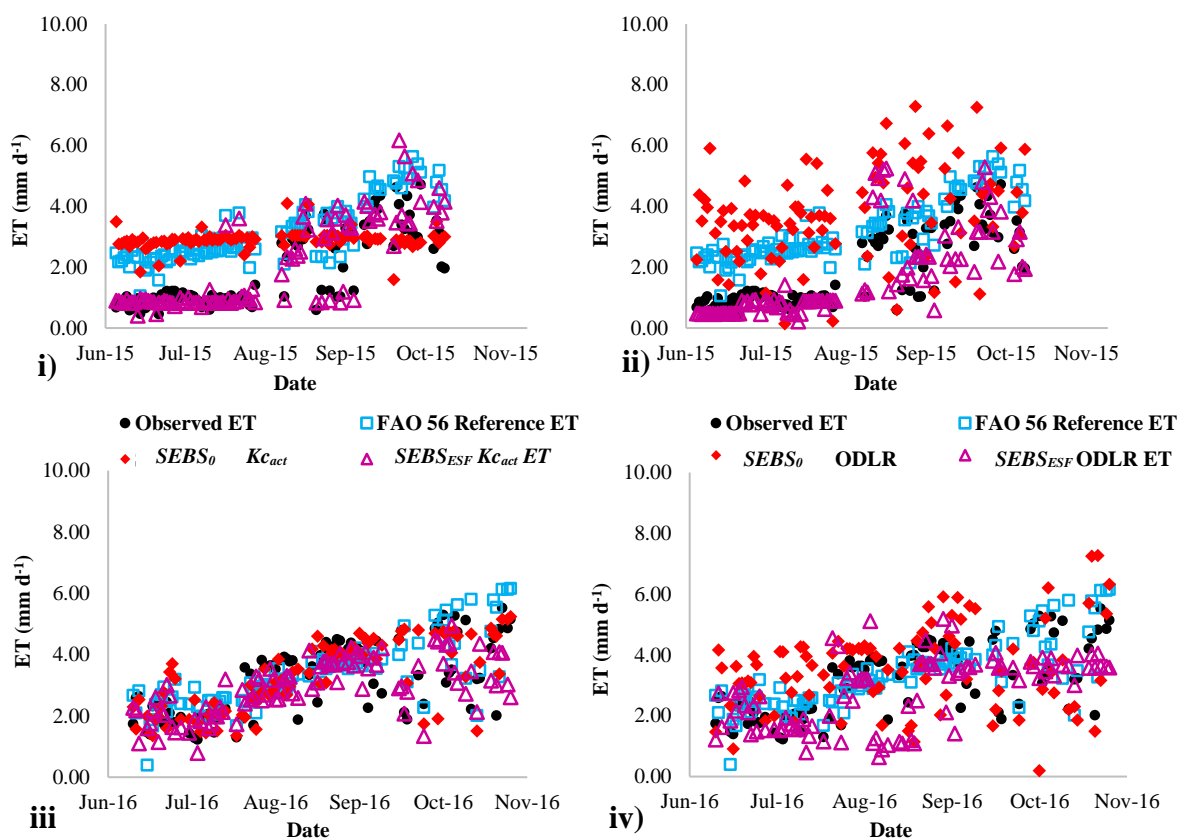 10.00
8.00
6.00
4.00
2.00
0.00
ET (mm d-1)
Jun-15 Jul-15 Aug-15 Sep-15 Oct-15 Nov-15
Date
i)
10.00
8.00
6.00
4.00
2.00
0.00
ET (mm d-1)
Jun-15 Jul-15 Aug-15 Sep-15 Oct-15 Nov-15
Date
ii)
Observed ET FAO 56 Reference ET
SEBS0 Kcact SEBSESF Kcact ET
Observed ET FAO 56 Reference ET
SEBS0 ODLR SEBSESF ODLR ET
10.00
8.00
6.00
4.00
2.00
0.00
ET (mm d-1)
Jun-16 Jul-16 Aug-16 Sep-16 Oct-16 Nov-16
Date
iii
10.00
8.00
6.00
4.00
2.00
0.00
ET (mm d-1)
Jun-16 Jul-16 Aug-16 Sep-16 Oct-16 Nov-16
Date
iv)